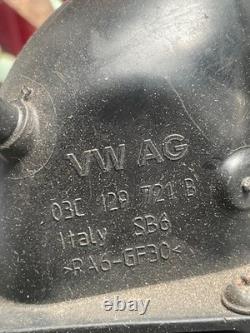 VW AG
03C 129 721 B
Italy SB6
>PA6-GF30<
ebay